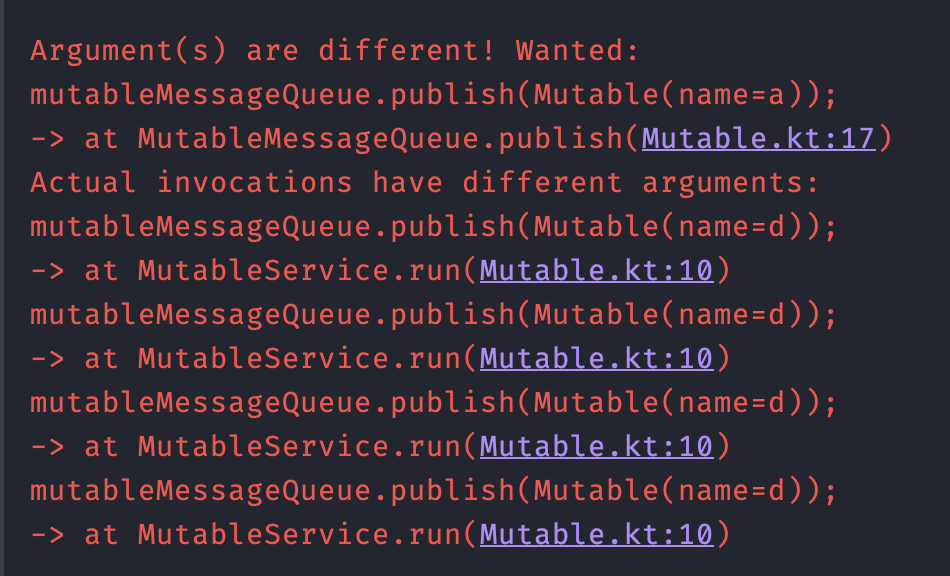 Argument(s) are different! Wanted:
mutableMessageQueue.publish(Mutable(name=a));
-> at MutableMessageQueue.publish(Mutable.kt:17)
Actual invocations have different arguments:
mutableMessageQueue.publish(Mutable(name=d));
-> at MutableService.run(Mutable.kt:10)
mutableMessageQueue.publish(Mutable(name=d));
-> at MutableService.run(Mutable.kt:10)
mutableMessageQueue.publish(Mutable(name=d));
-> at MutableService.run(Mutable.kt:10)
mutableMessageQueue.publish(Mutable(name=d));
-> at MutableService.run(Mutable.kt:10)